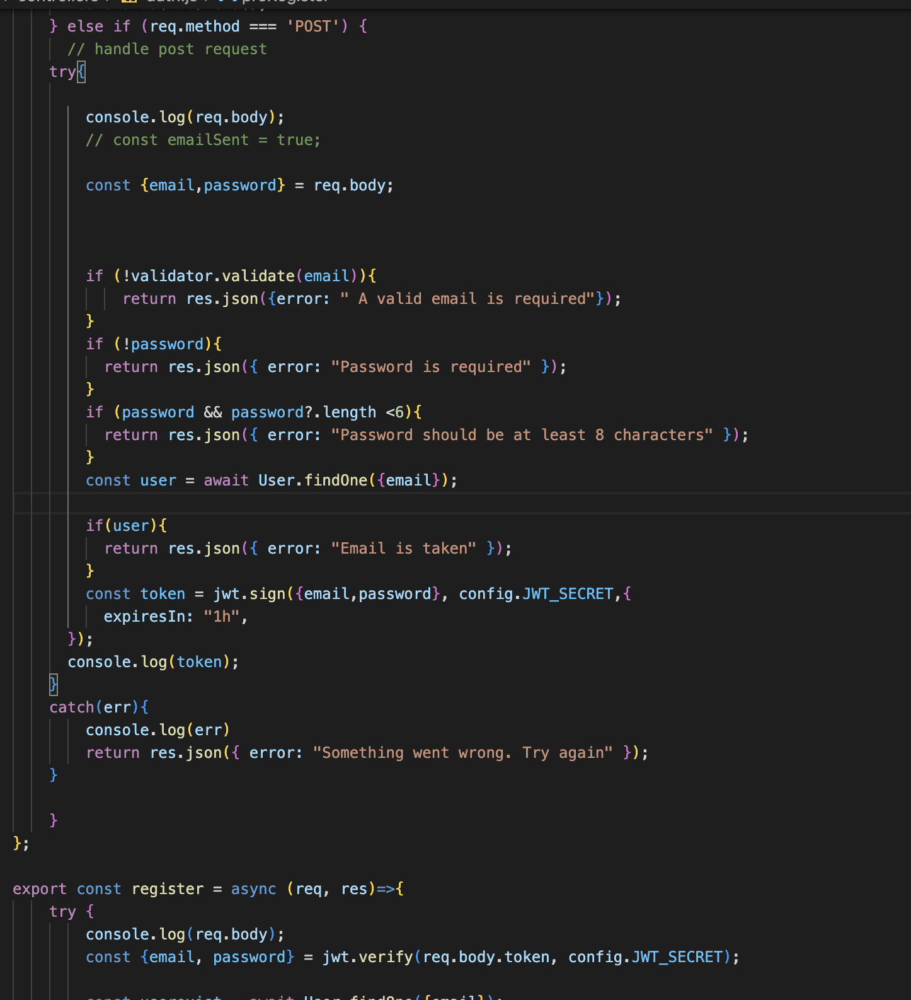 } else if (req.method === 'POST') {
// handle post request
try{
console.log(req.body);
// const emailSent = true;
const {email,password} = req.body;
if (!validator.validate(email)){
return res.json({error: " A valid email is required"});
}
if (!password){
return res.json({ error: "Password is required" });
}
if (password && password?.length <6){
return res.json({ error: "Password should be at least 8 characters" });
}
const user = await User.findOne({email});
if(user){
return res.json({ error: "Email is taken" });
}
const token = jwt.sign({email,password}, config.JWT_SECRET,{
expiresIn: "1h",
});
console.log(token);
}
catch(err){
console.log(err)
return res.json({ error: "Something went wrong. Try again" });
}
}
};
export const register = async (req, res)=>{
try {
console.log(req.body);
const {email, password} = jwt.verify(req.body.token, config.JWT_SECRET);